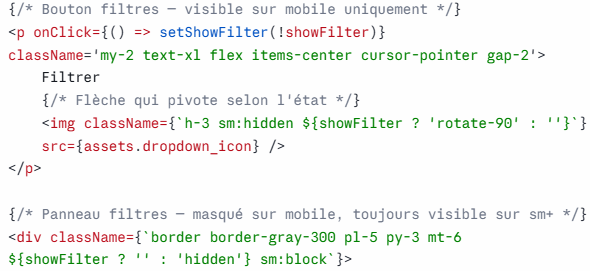 {/* Bouton filtres — visible sur mobile uniquement */}
<p onClick={() => setShowFilter(!showFilter)}
className='my-2 text-xl flex items-center cursor-pointer gap-2'>
    Filtrer
    {/* Flèche qui pivote selon l'état */}
    <img className={`h-3 sm:hidden ${showFilter ? 'rotate-90' : ''}`}
    src={assets.dropdown_icon} />
</p>

{/* Panneau filtres — masqué sur mobile, toujours visible sur sm+ */}
<div className={`border border-gray-300 pl-5 py-3 mt-6
${showFilter ? '' : 'hidden'} sm:block`}>